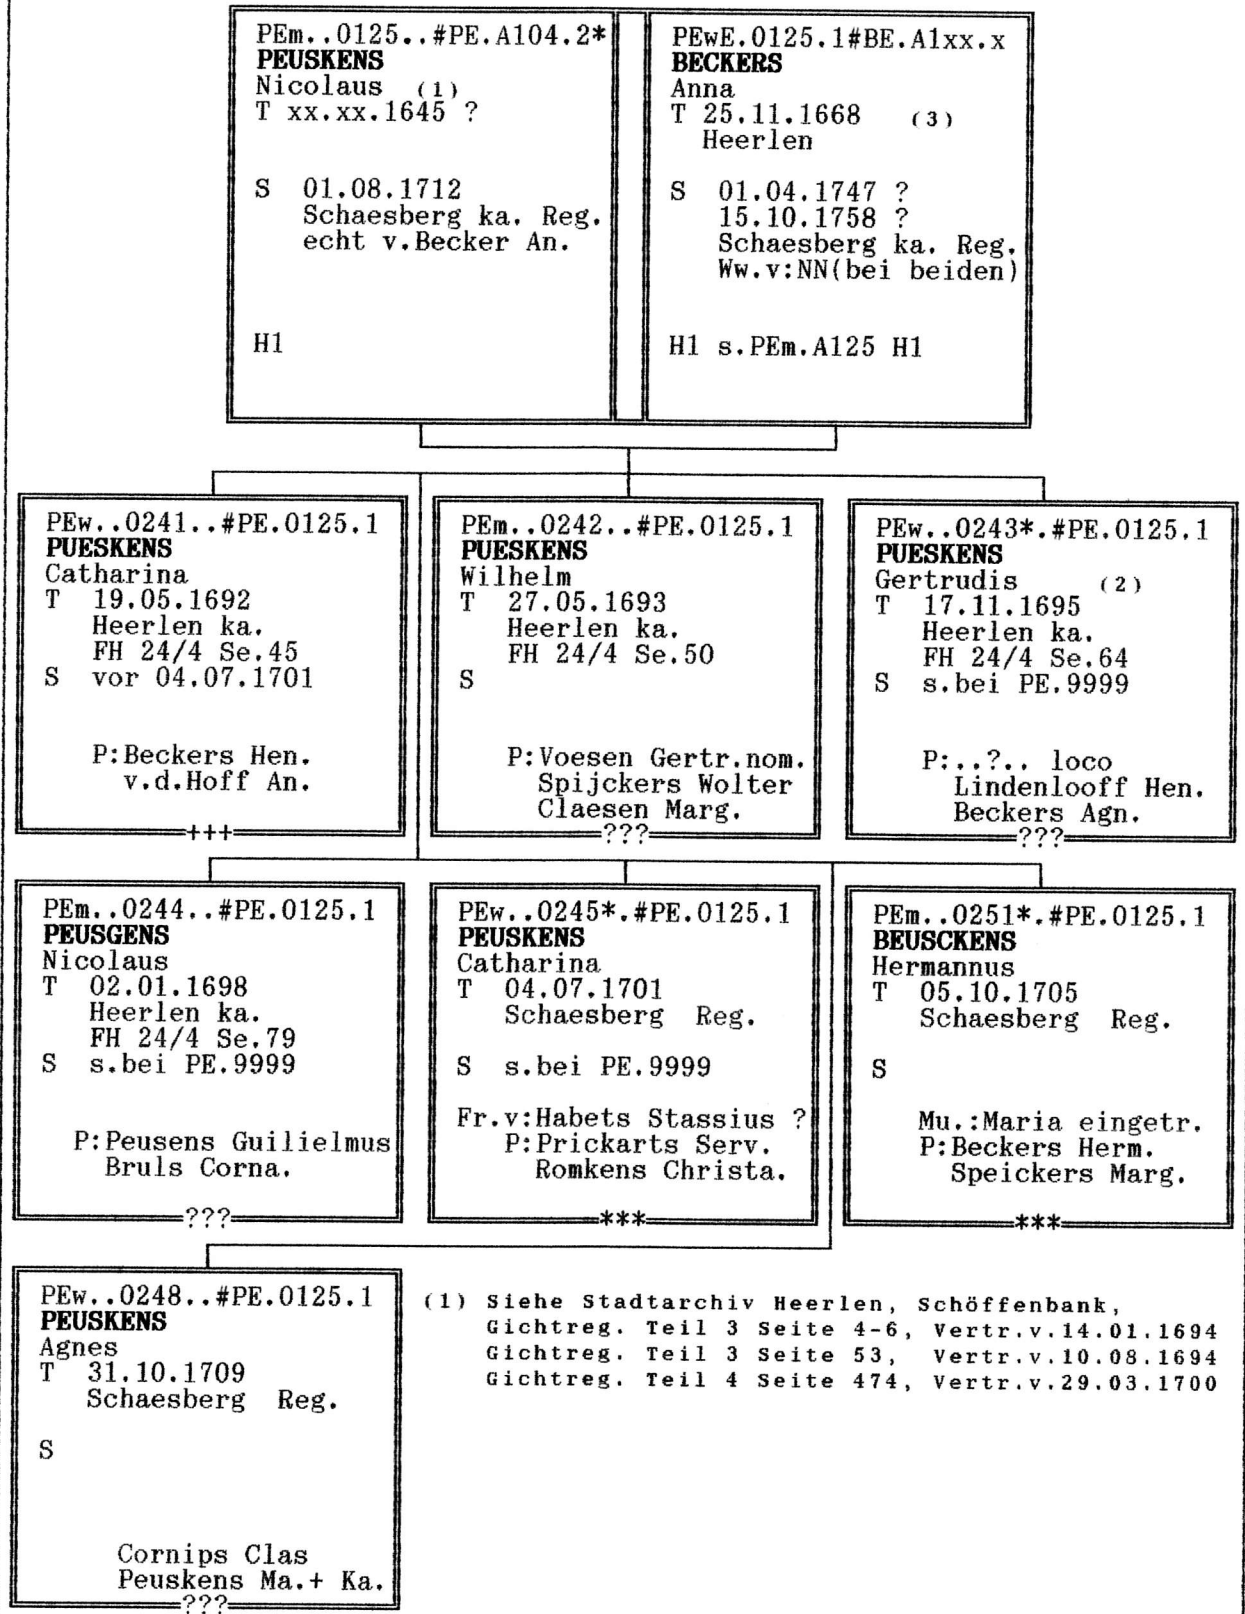 PEm..0125..#PE.A104.2*
PEUSKENS
Nicolaus (1)
T xx.xx.1645 ?
S 01.08.1712
Schaesberg ka. Reg.
echt v.Becker An.
H1
PEwE.0125.1#BE.A1xx.x
BECKERS
Anna
T 25.11.1668 (3)
Heerlen
S 01.04.1747 ?
15.10.1758 ?
Schaesberg ka. Reg.
Ww.v:NN(bei beiden)
H1 s.PEm.A125 H1
PEw..0241..#PE.0125.1
PUESKENS
Catharina
T 19.05.1692
Heerlen ka.
FH 24/4 Se.45
S vor 04.07.1701
P:Beckers Hen.
v.d.Hoff An.
+++
PEm..0242..#PE.0125.1
PUESKENS
Wilhelm
T 27.05.1693
Heerlen ka.
FH 24/4 Se.50
S
P:Voesen Gertr.nom.
Spijckers Wolter
Claesen Marg.
???
PEw..0243*.#PE.0125.1
PUESKENS
Gertrudis (2)
T 17.11.1695
Heerlen ka.
FH 24/4 Se.64
S s.bei PE.9999
P:..?.. loco
Lindenlooff Hen.
Beckers Agn.
???
PEm..0244..#PE.0125.1
PEUSGENS
Nicolaus
T 02.01.1698
Heerlen ka.
FH 24/4 Se.79
S s.bei PE.9999
P:Peusens Guilielmus
Bruls Corna.
???
PEw..0245*.#PE.0125.1
PEUSKENS
Catharina
T 04.07.1701
Schaesberg Reg.
S s.bei PE.9999
Fr.v:Habets Stassius ?
P:Prickarts Serv.
Romkens Christa.
***
PEm..0251*.#PE.0125.1
BEUSCKENS
Hermannus
T 05.10.1705
Schaesberg Reg.
S
Mu.:Maria eingetr.
P:Beckers Herm.
Speickers Marg.
***
PEw..0248..#PE.0125.1
PEUSKENS
Agnes
T 31.10.1709
Schaesberg Reg.
S
Cornips Clas
Peuskens Ma.+ Ka.
???
(1) Siehe Stadtarchiv Heerlen, Schöffenbank,
Gichtreg. Teil 3 Seite 4-6, Vertr.v.14.01.1694
Gichtreg. Teil 3 Seite 53, Vertr.v.10.08.1694
Gichtreg. Teil 4 Seite 474, Vertr.v.29.03.1700